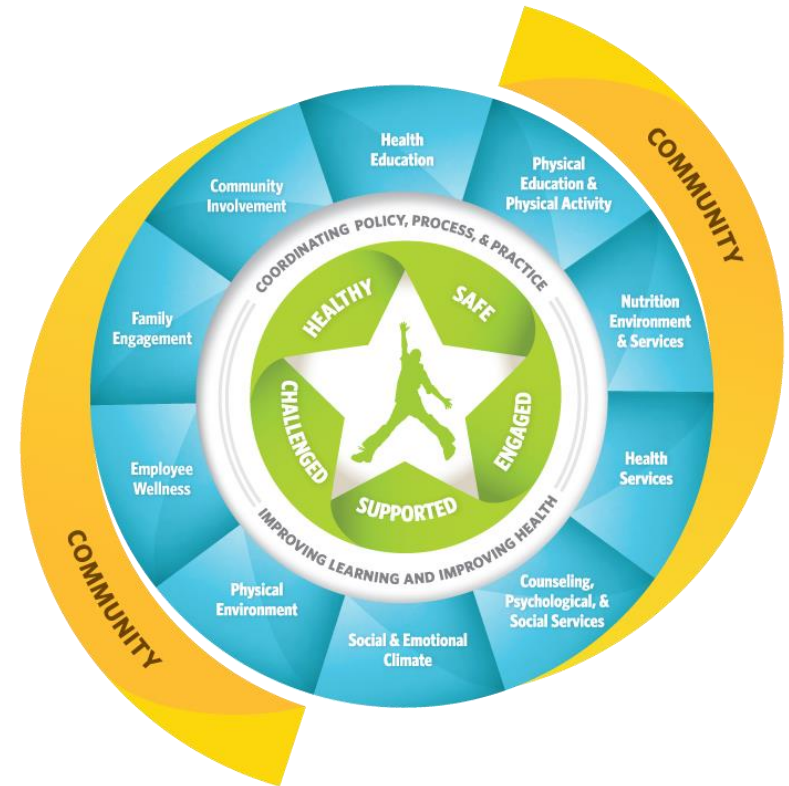 COMMUNITY
Health
Education
Physical
Education &
Physical Activity
Nutrition
Environment
& Services
Health
Services
Counseling,
Psychological, &
Social Services
Social & Emotional
Climate
Physical
Environment
Employee
Wellness
Family
Engagement
Community
Involvement
COORDINATING POLICY, PROCESS, & PRACTICE
IMPROVING LEARNING AND IMPROVING HEALTH
HEALTHY
SAFE
ENGAGED
SUPPORTED
CHALLENGED
COMMUNITY